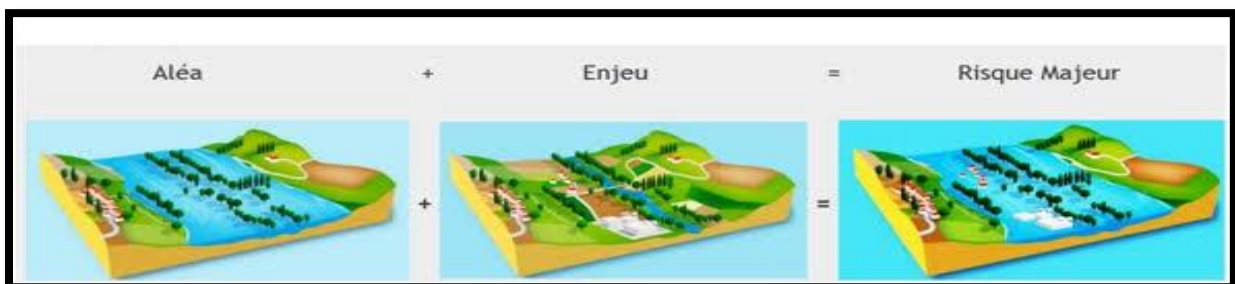 Aléa + Enjeu = Risque Majeur
+ =